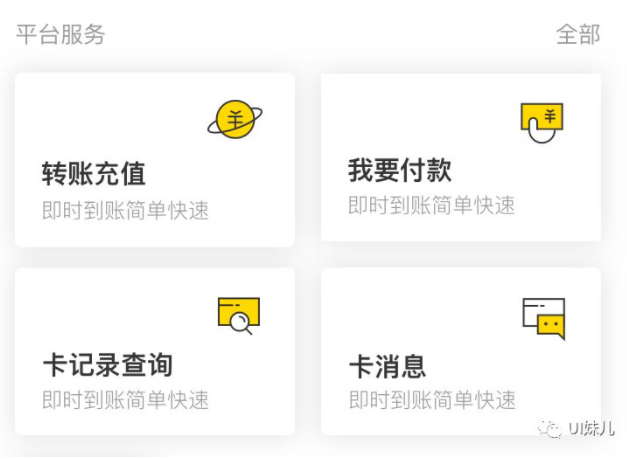 平台服务
全部
羊
羊
转账充值
我要付款
即时到账简单快速
即时到账简单快速
卡记录查询
卡消息
即时到账简单快速
即时到账简单快速
UI妹儿